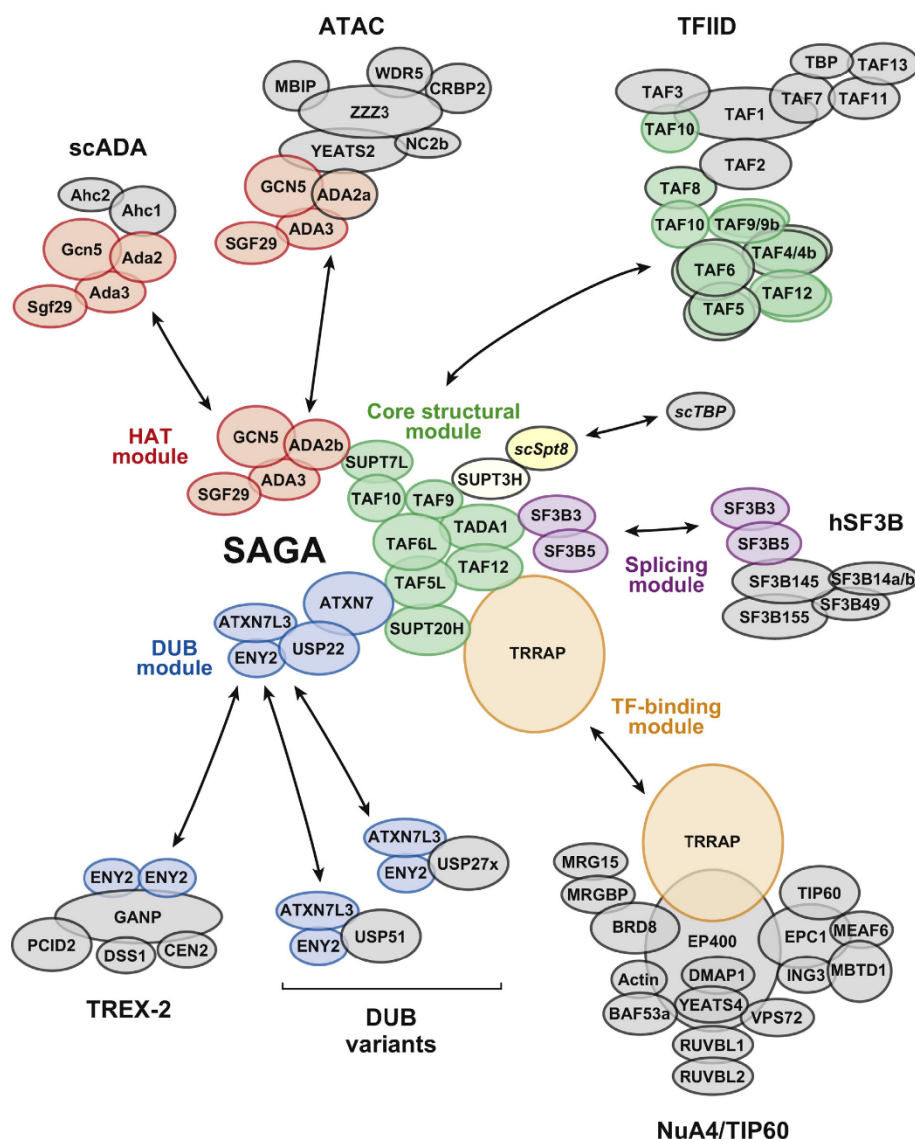 ATAC
MBIP
WDR5
CRBP2
ZZZ3
YEATS2
NC2b
GCN5
ADA2a
ADA3
SGF29
TFIID
TBP
TAF13
TAF3
TAF7
TAF11
TAF1
TAF10
TAF2
TAF8
TAF10
TAF9/9b
TAF4/4b
TAF6
TAF12
TAF5
scADA
Ahc2
Ahc1
Gcn5
Ada2
Ada3
Sgf29
HAT
module
GCN5
ADA2b
ADA3
SGF29
Core structural
module
SUPT7L
TAF10
TAF9
SUPT3H
scSpt8
scTBP
TAF6L
TADA1
TAF5L
TAF12
SUPT20H
SF3B3
SF3B5
Splicing
module
hSF3B
SF3B3
SF3B5
SF3B145
SF3B14a/b
SF3B49
SF3B155
SAGA
DUB
module
ATXN7
ATXN7L3
USP22
ENY2
TRRAP
TF-binding
module
ENY2
ENY2
GANP
PCID2
DSS1
CEN2
TREX-2
ATXN7L3
ENY2
USP27x
ATXN7L3
ENY2
USP51
DUB
variants
TRRAP
MRG15
MRGBP
BRD8
EP400
TIP60
EPC1
MEAF6
ING3
MBTD1
Actin
DMAP1
BAF53a
YEATS4
VPS72
RUVBL1
RUVBL2
NuA4/TIP60